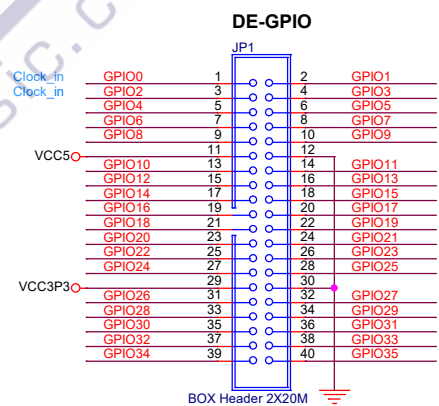 DE-GPIO
JP1
Clock_in GPIO0 1 2 GPIO1
Clock_in GPIO2 3 4 GPIO3
GPIO4 5 6 GPIO5
GPIO6 7 8 GPIO7
GPIO8 9 10 GPIO9
VCC5 11 12
GPIO10 13 14 GPIO11
GPIO12 15 16 GPIO13
GPIO14 17 18 GPIO15
GPIO16 19 20 GPIO17
GPIO18 21 22 GPIO19
GPIO20 23 24 GPIO21
GPIO22 25 26 GPIO23
GPIO24 27 28 GPIO25
VCC3P3 29 30
GPIO26 31 32 GPIO27
GPIO28 33 34 GPIO29
GPIO30 35 36 GPIO31
GPIO32 37 38 GPIO33
GPIO34 39 40 GPIO35
BOX Header 2X20M